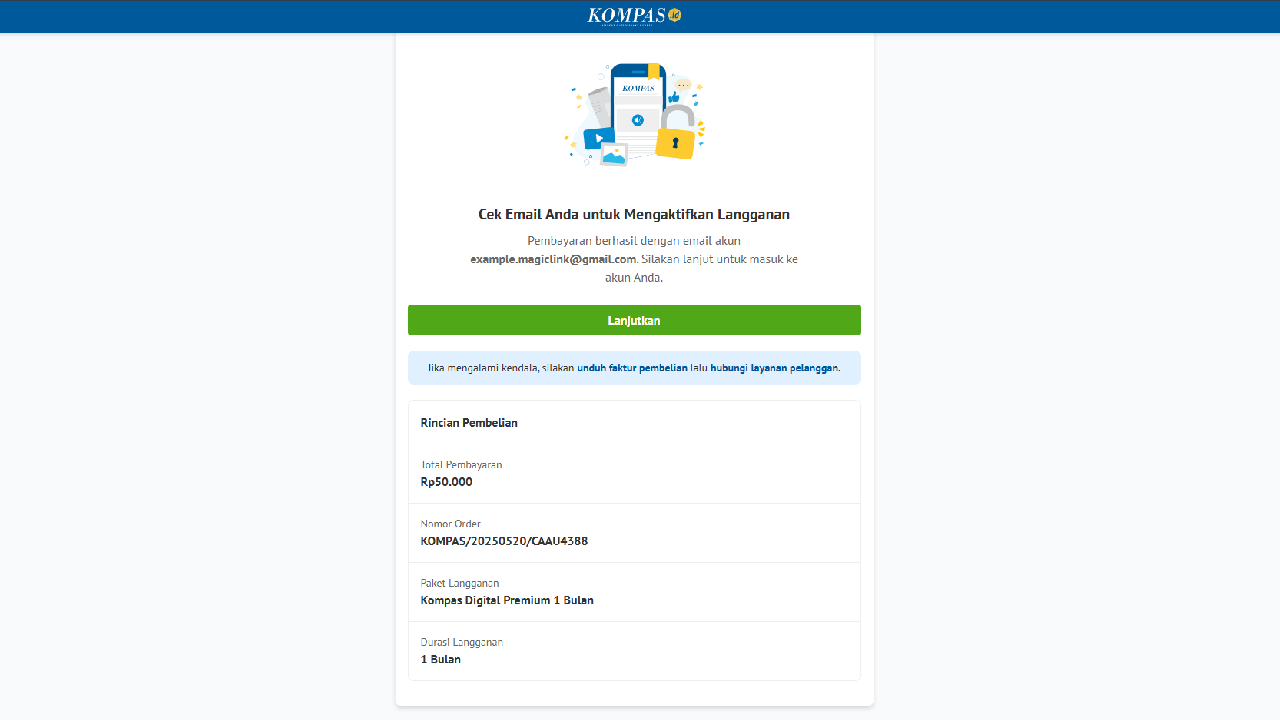 KOMPAS.id
KOMPAS
Cek Email Anda untuk Mengaktifkan Langganan
Pembayaran berhasil dengan email akun
example.magiclink@gmail.com. Silakan lanjut untuk masuk ke
akun Anda.
Lanjutkan
Jika mengalami kendala, silakan unduh faktur pembelian lalu hubungi layanan pelanggan.
Rincian Pembelian
Total Pembayaran
Rp50.000
Nomor Order
KOMPAS/20250520/CAAU4388
Paket Langganan
Kompas Digital Premium 1 Bulan
Durasi Langganan
1 Bulan